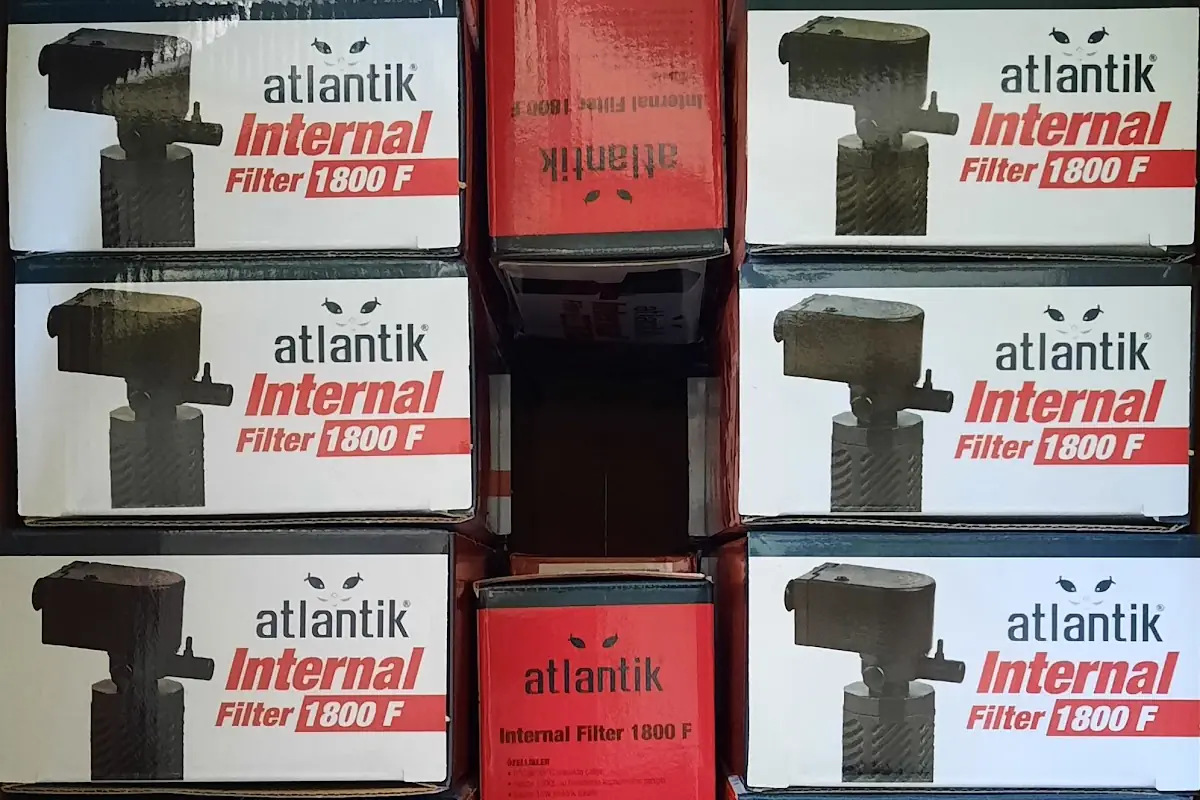 atlantik®
Internal
Filter 1800 F
atlantik
Internal Filter 1800 F
atlantik®
Internal
Filter 1800 F
atlantik®
Internal
Filter 1800 F
atlantik®
Internal
Filter 1800 F
atlantik®
Internal
Filter 1800 F
atlantik
Internal Filter 1800 F
ÖZELLİKLER
atlantik®
Internal
Filter 1800 F